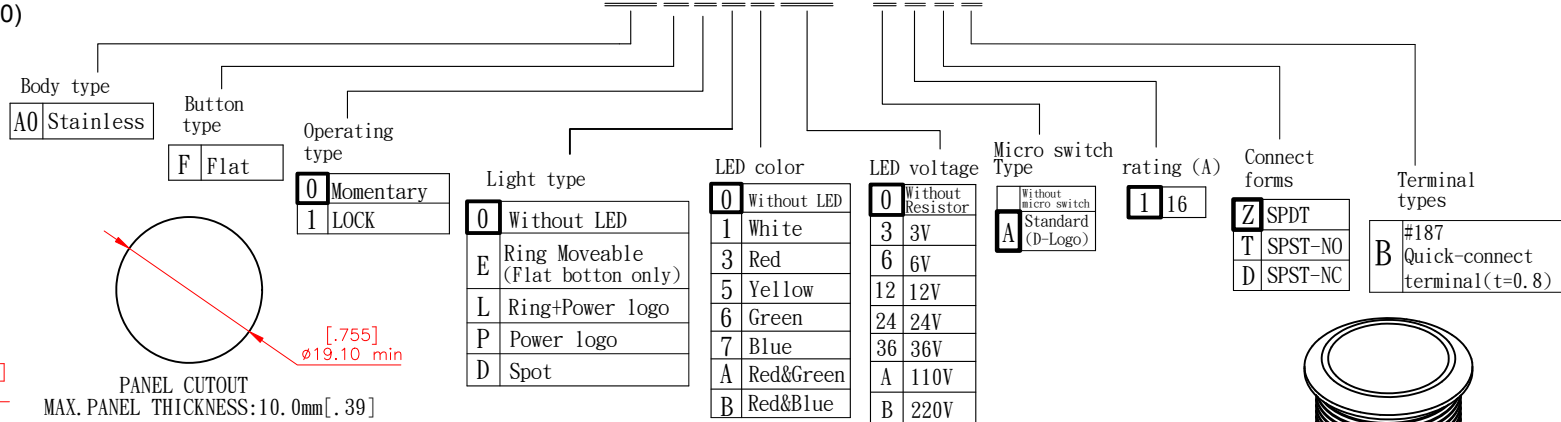 0)
Body type
A0 Stainless
Button
type
F Flat
Operating
type
0 Momentary
1 LOCK
Light type
0 Without LED
E Ring Moveable
(Flat botton only)
L Ring+Power logo
P Power logo
D Spot
LED color
0 Without LED
1 White
3 Red
5 Yellow
6 Green
7 Blue
A Red&Green
B Red&Blue
LED voltage
0 Without
Resistor
3 3V
6 6V
12 12V
24 24V
36 36V
A 110V
B 220V
Micro switch
Type
Without
micro switch
A Standard
(D-Logo)
rating (A)
1 16
Connect
forms
Z SPDT
T SPST-NO
D SPST-NC
Terminal
types
B #187
Quick-connect
terminal(t=0.8)
[.755]
ø19.10 min
]
PANEL CUTOUT
MAX.PANEL THICKNESS:10.0mm[.39]